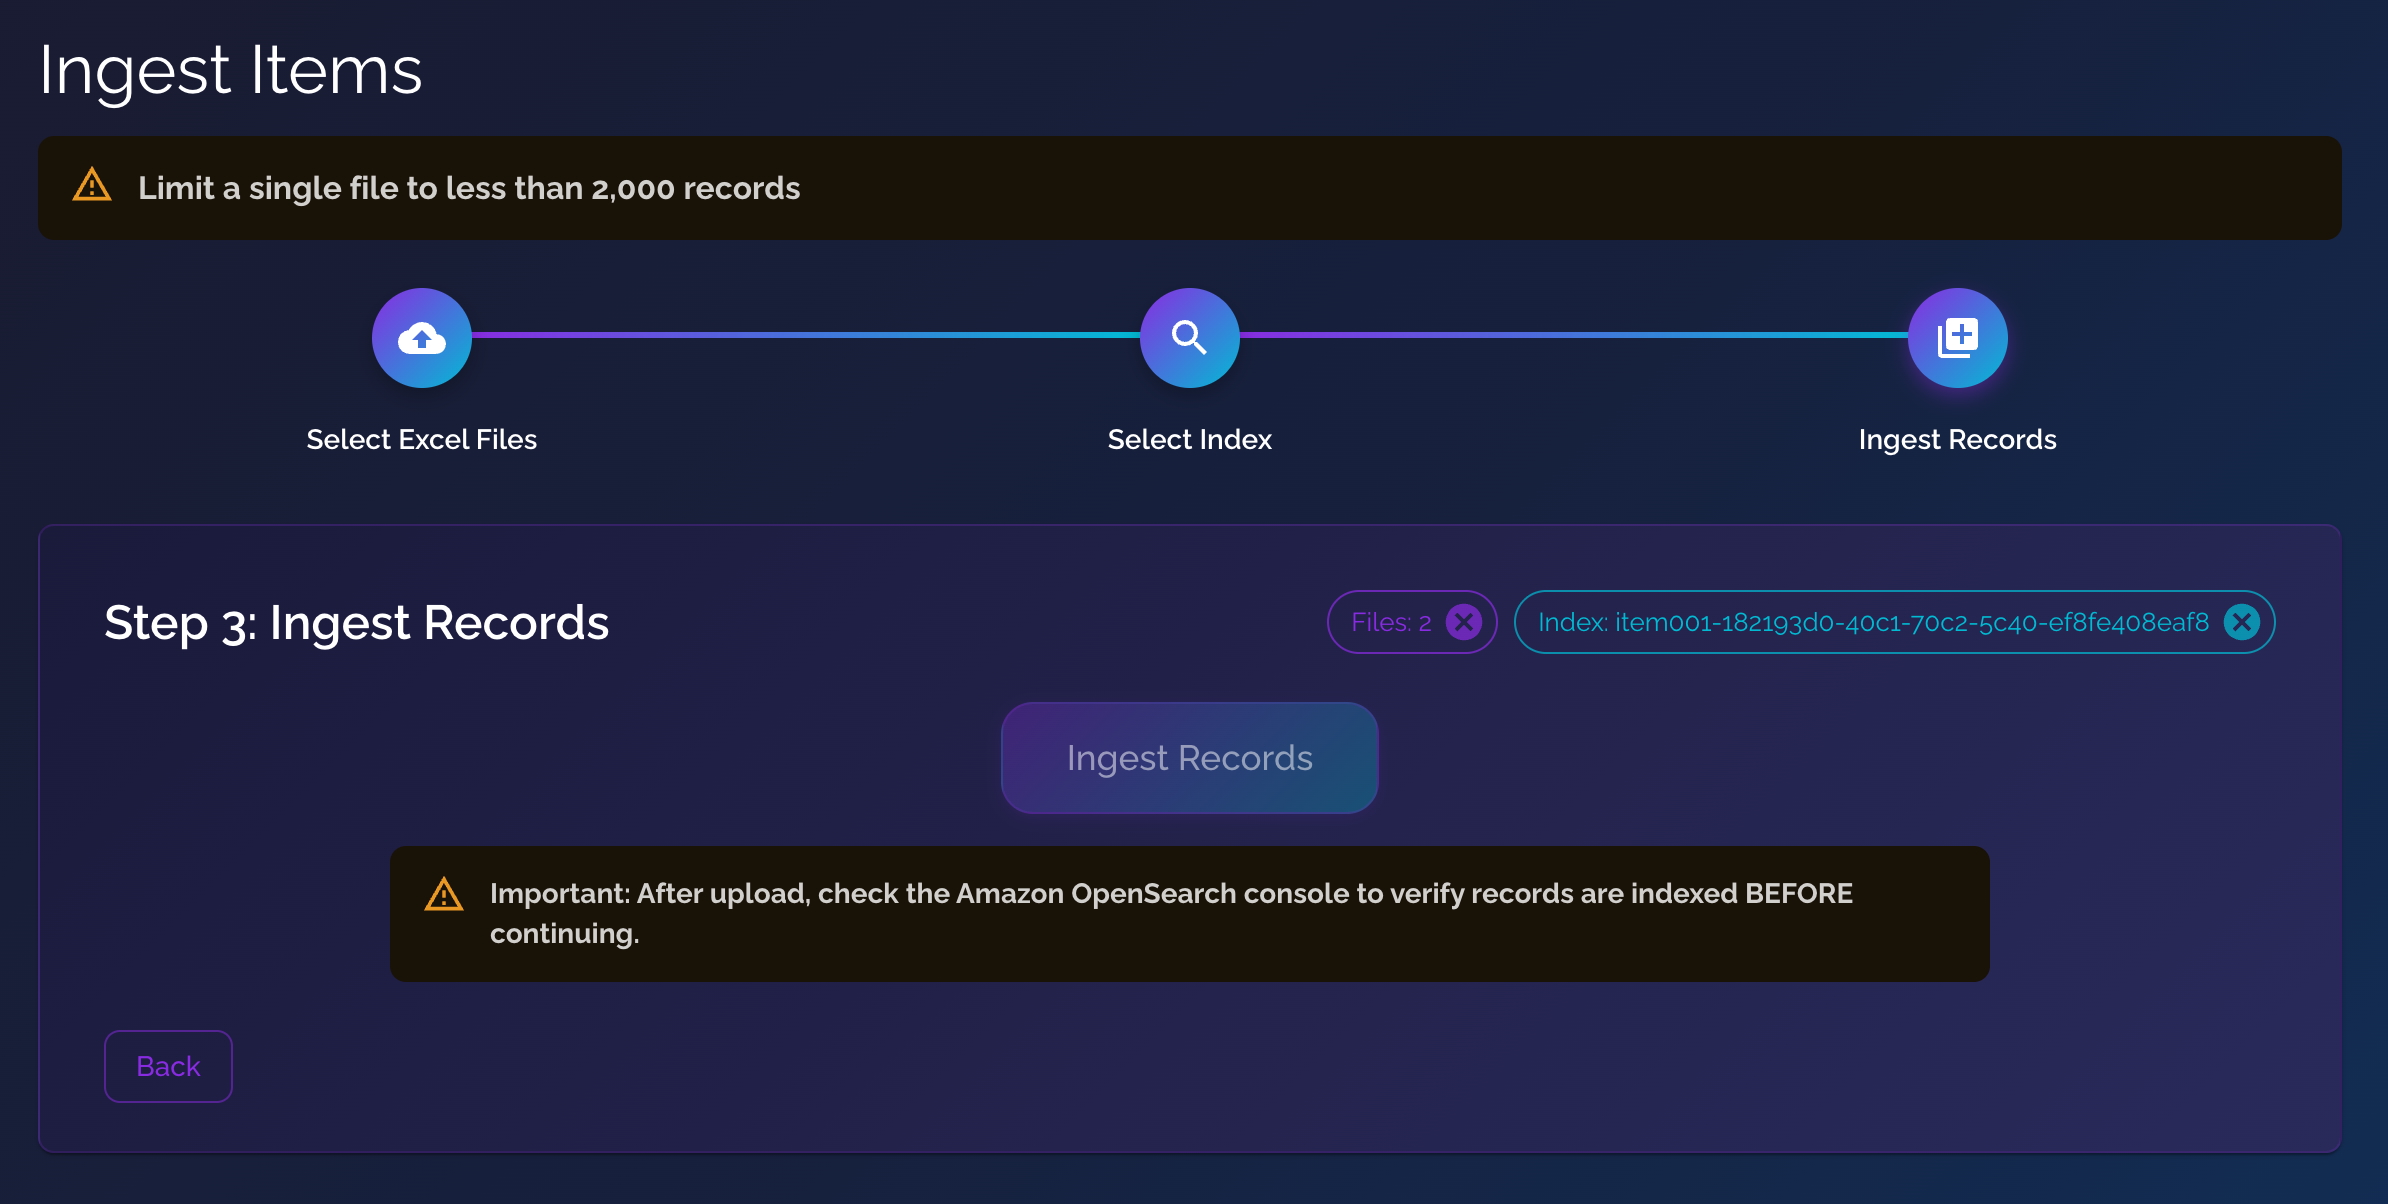 Ingest Items
Limit a single file to less than 2,000 records
Select Excel Files
Select Index
Ingest Records
Step 3: Ingest Records
Files: 2
Index: item001-182193d0-40c1-70c2-5c40-ef8fe408eaf8
Ingest Records
Important: After upload, check the Amazon OpenSearch console to verify records are indexed BEFORE
continuing.
Back